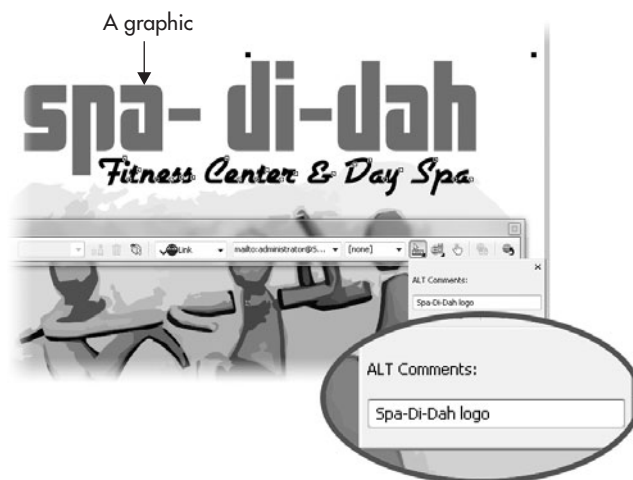 A graphic
spa- di-dah
Fitness Center & Day Spa
Link
mailto:administrator@S...
[none]
ALT Comments:
Spa-Di-Dah logo
ALT Comments:
Spa-Di-Dah logo